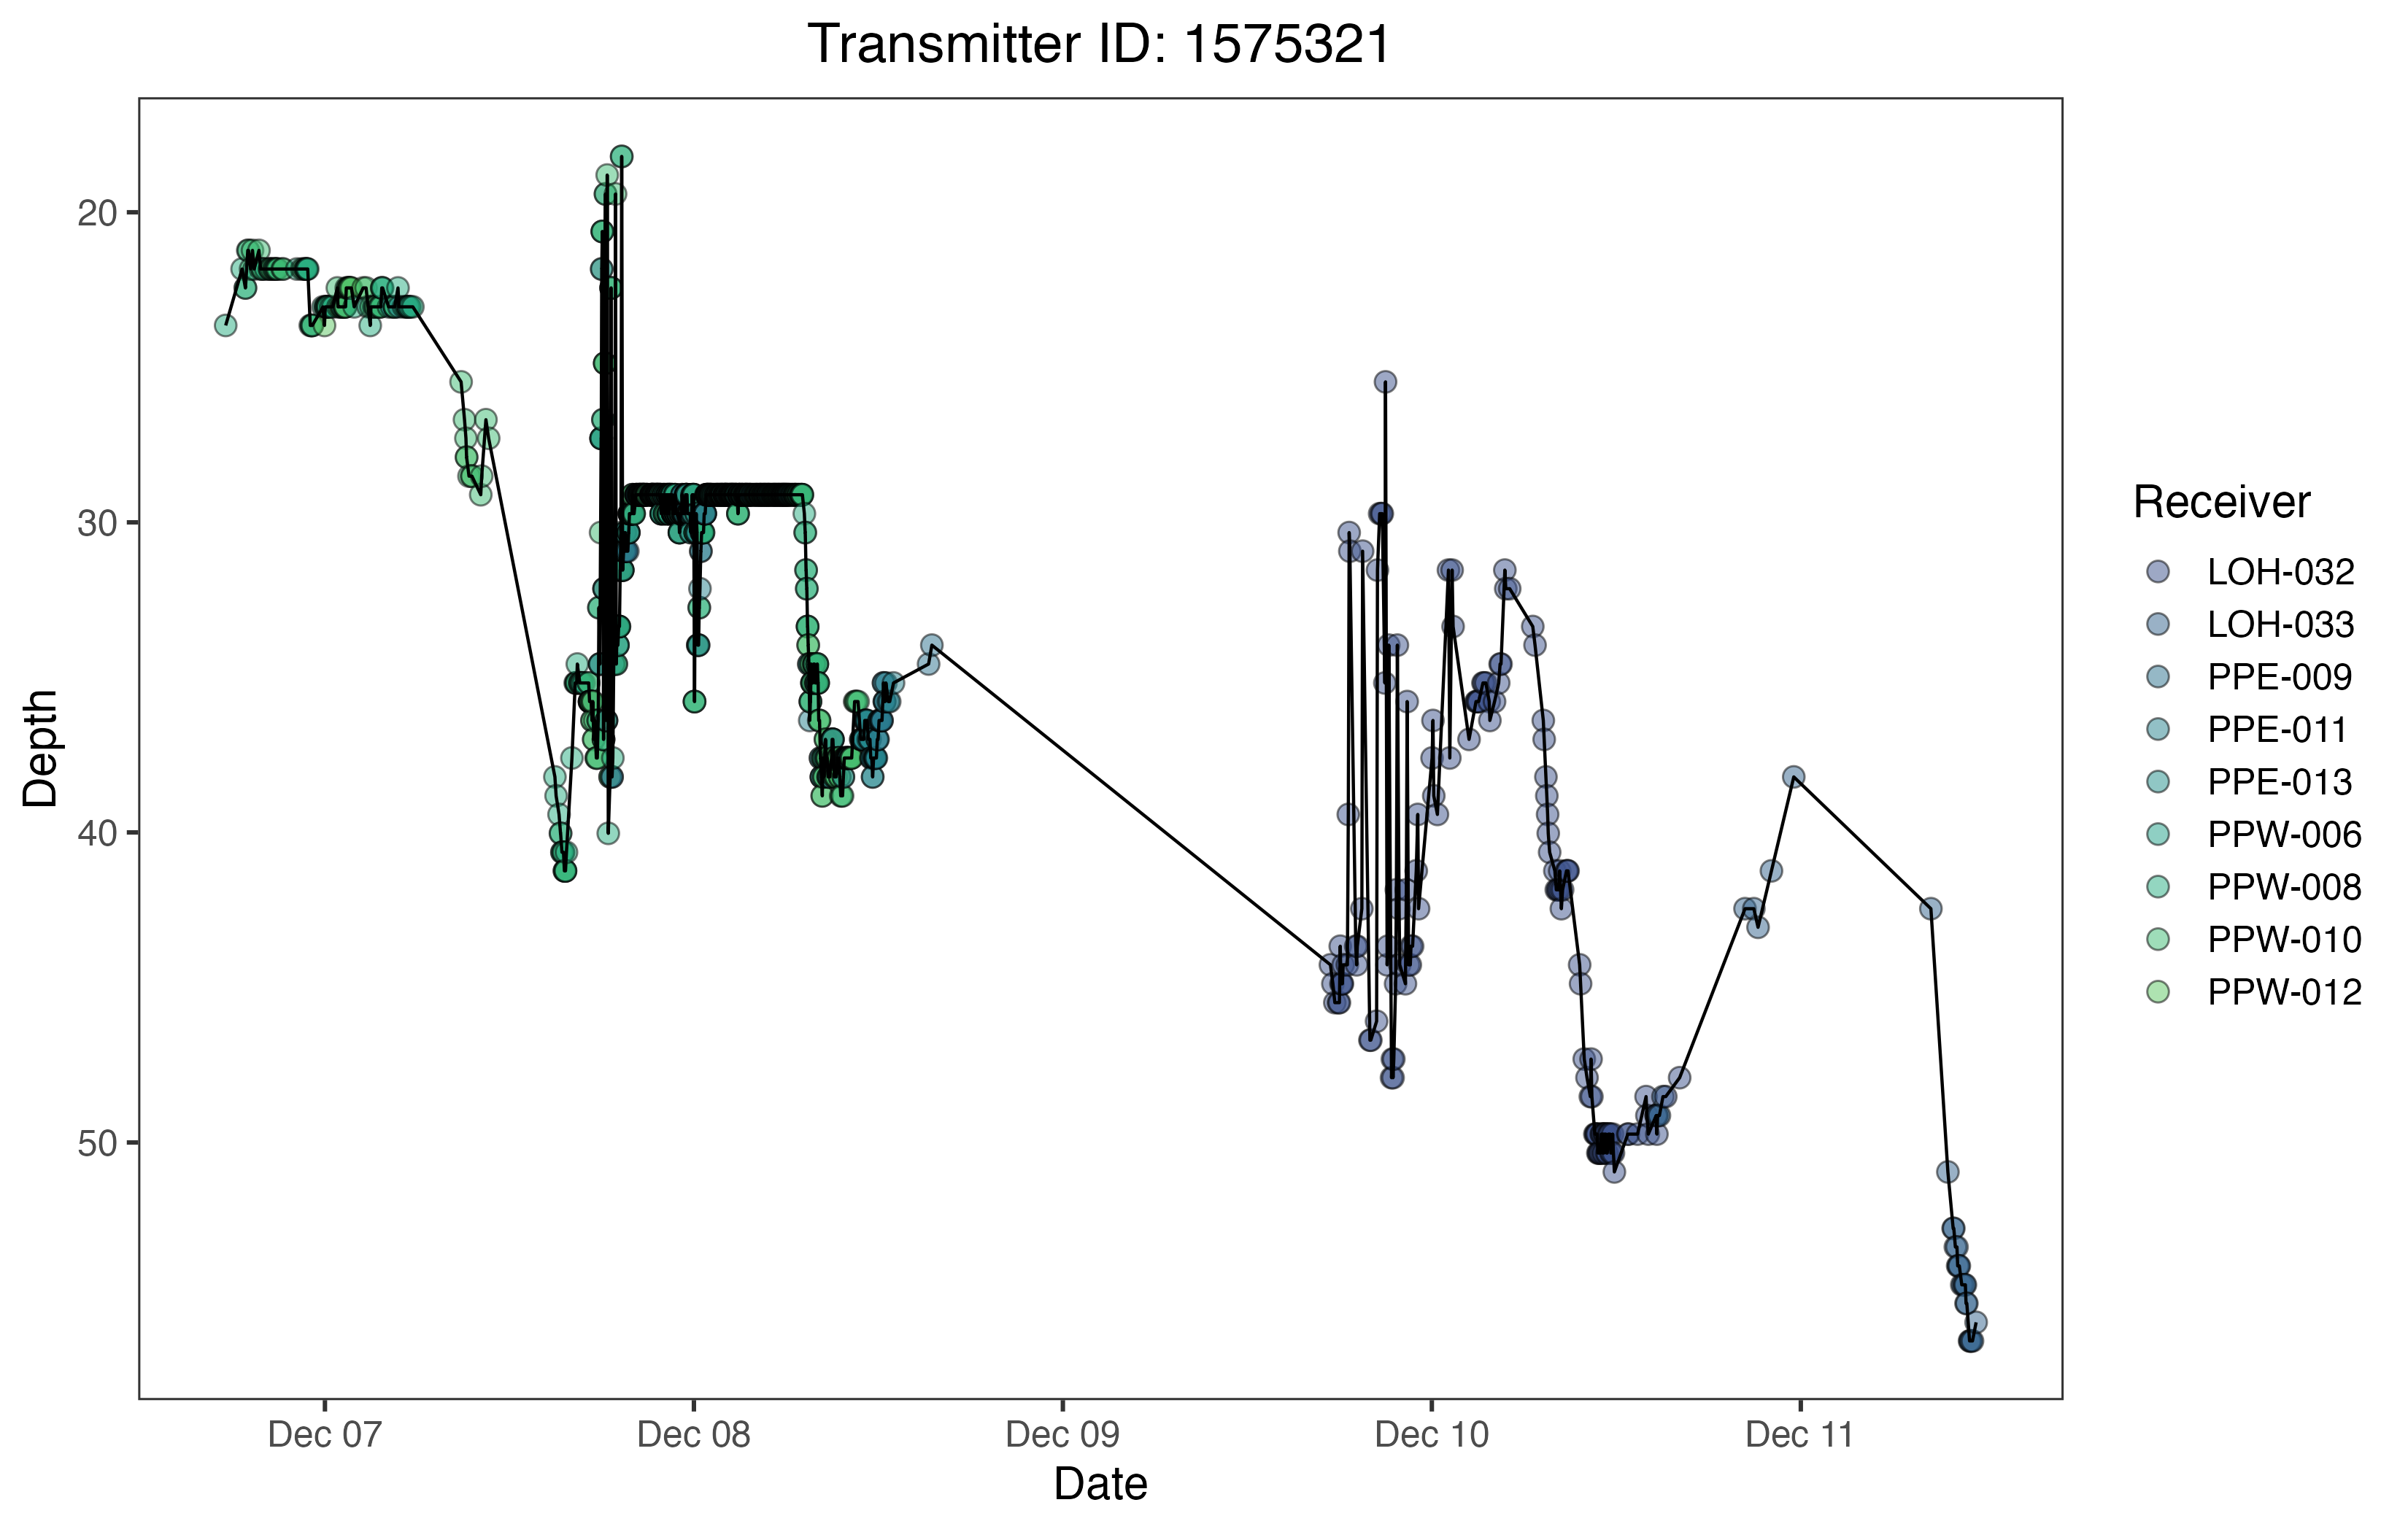 Transmitter ID: 1575321
20
30
40
50
Depth
Dec 07
Dec 08
Dec 09
Dec 10
Dec 11
Date
Receiver
LOH-032
LOH-033
PPE-009
PPE-011
PPE-013
PPW-006
PPW-008
PPW-010
PPW-012